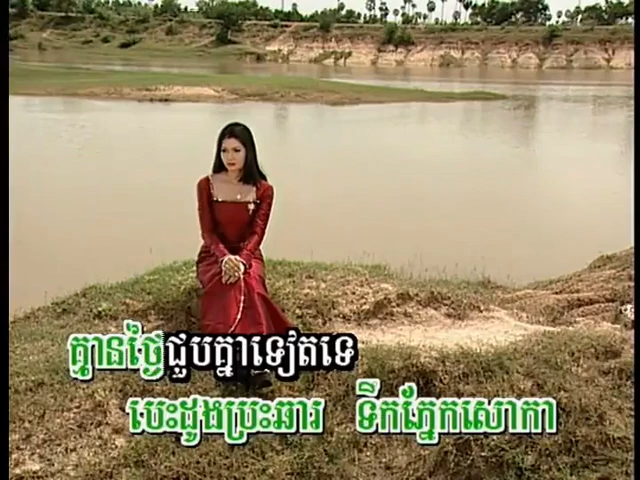 គ្មានថ្ងៃជួបគ្នាទៀតទេ
បេះដូងប្រះឆារ ទឹកភ្នែកសោកា